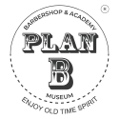 BARBERSHOP & ACADEMY
PLAN
B
MUSEUM
ENJOY OLD TIME SPIRIT